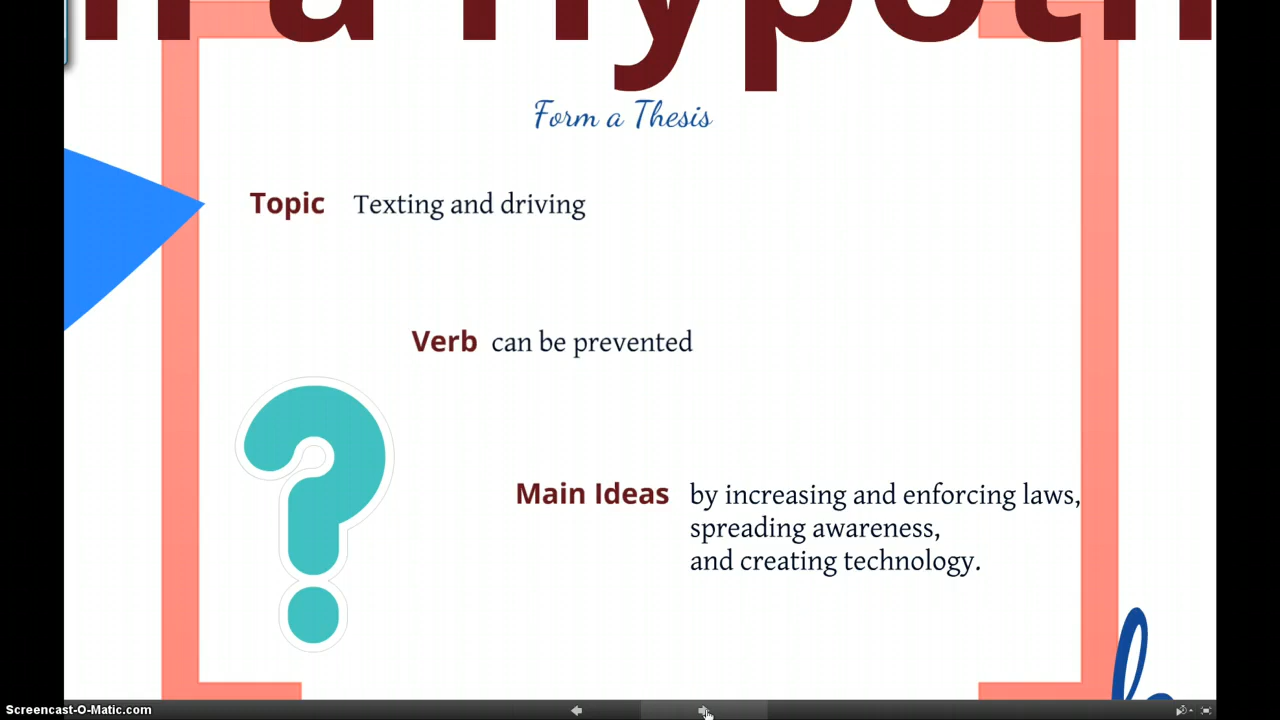 a Hypoth
Form a Thesis
Topic Texting and driving
Verb can be prevented
Main Ideas by increasing and enforcing laws,
spreading awareness,
and creating technology.
Screencast-O-Matic.com